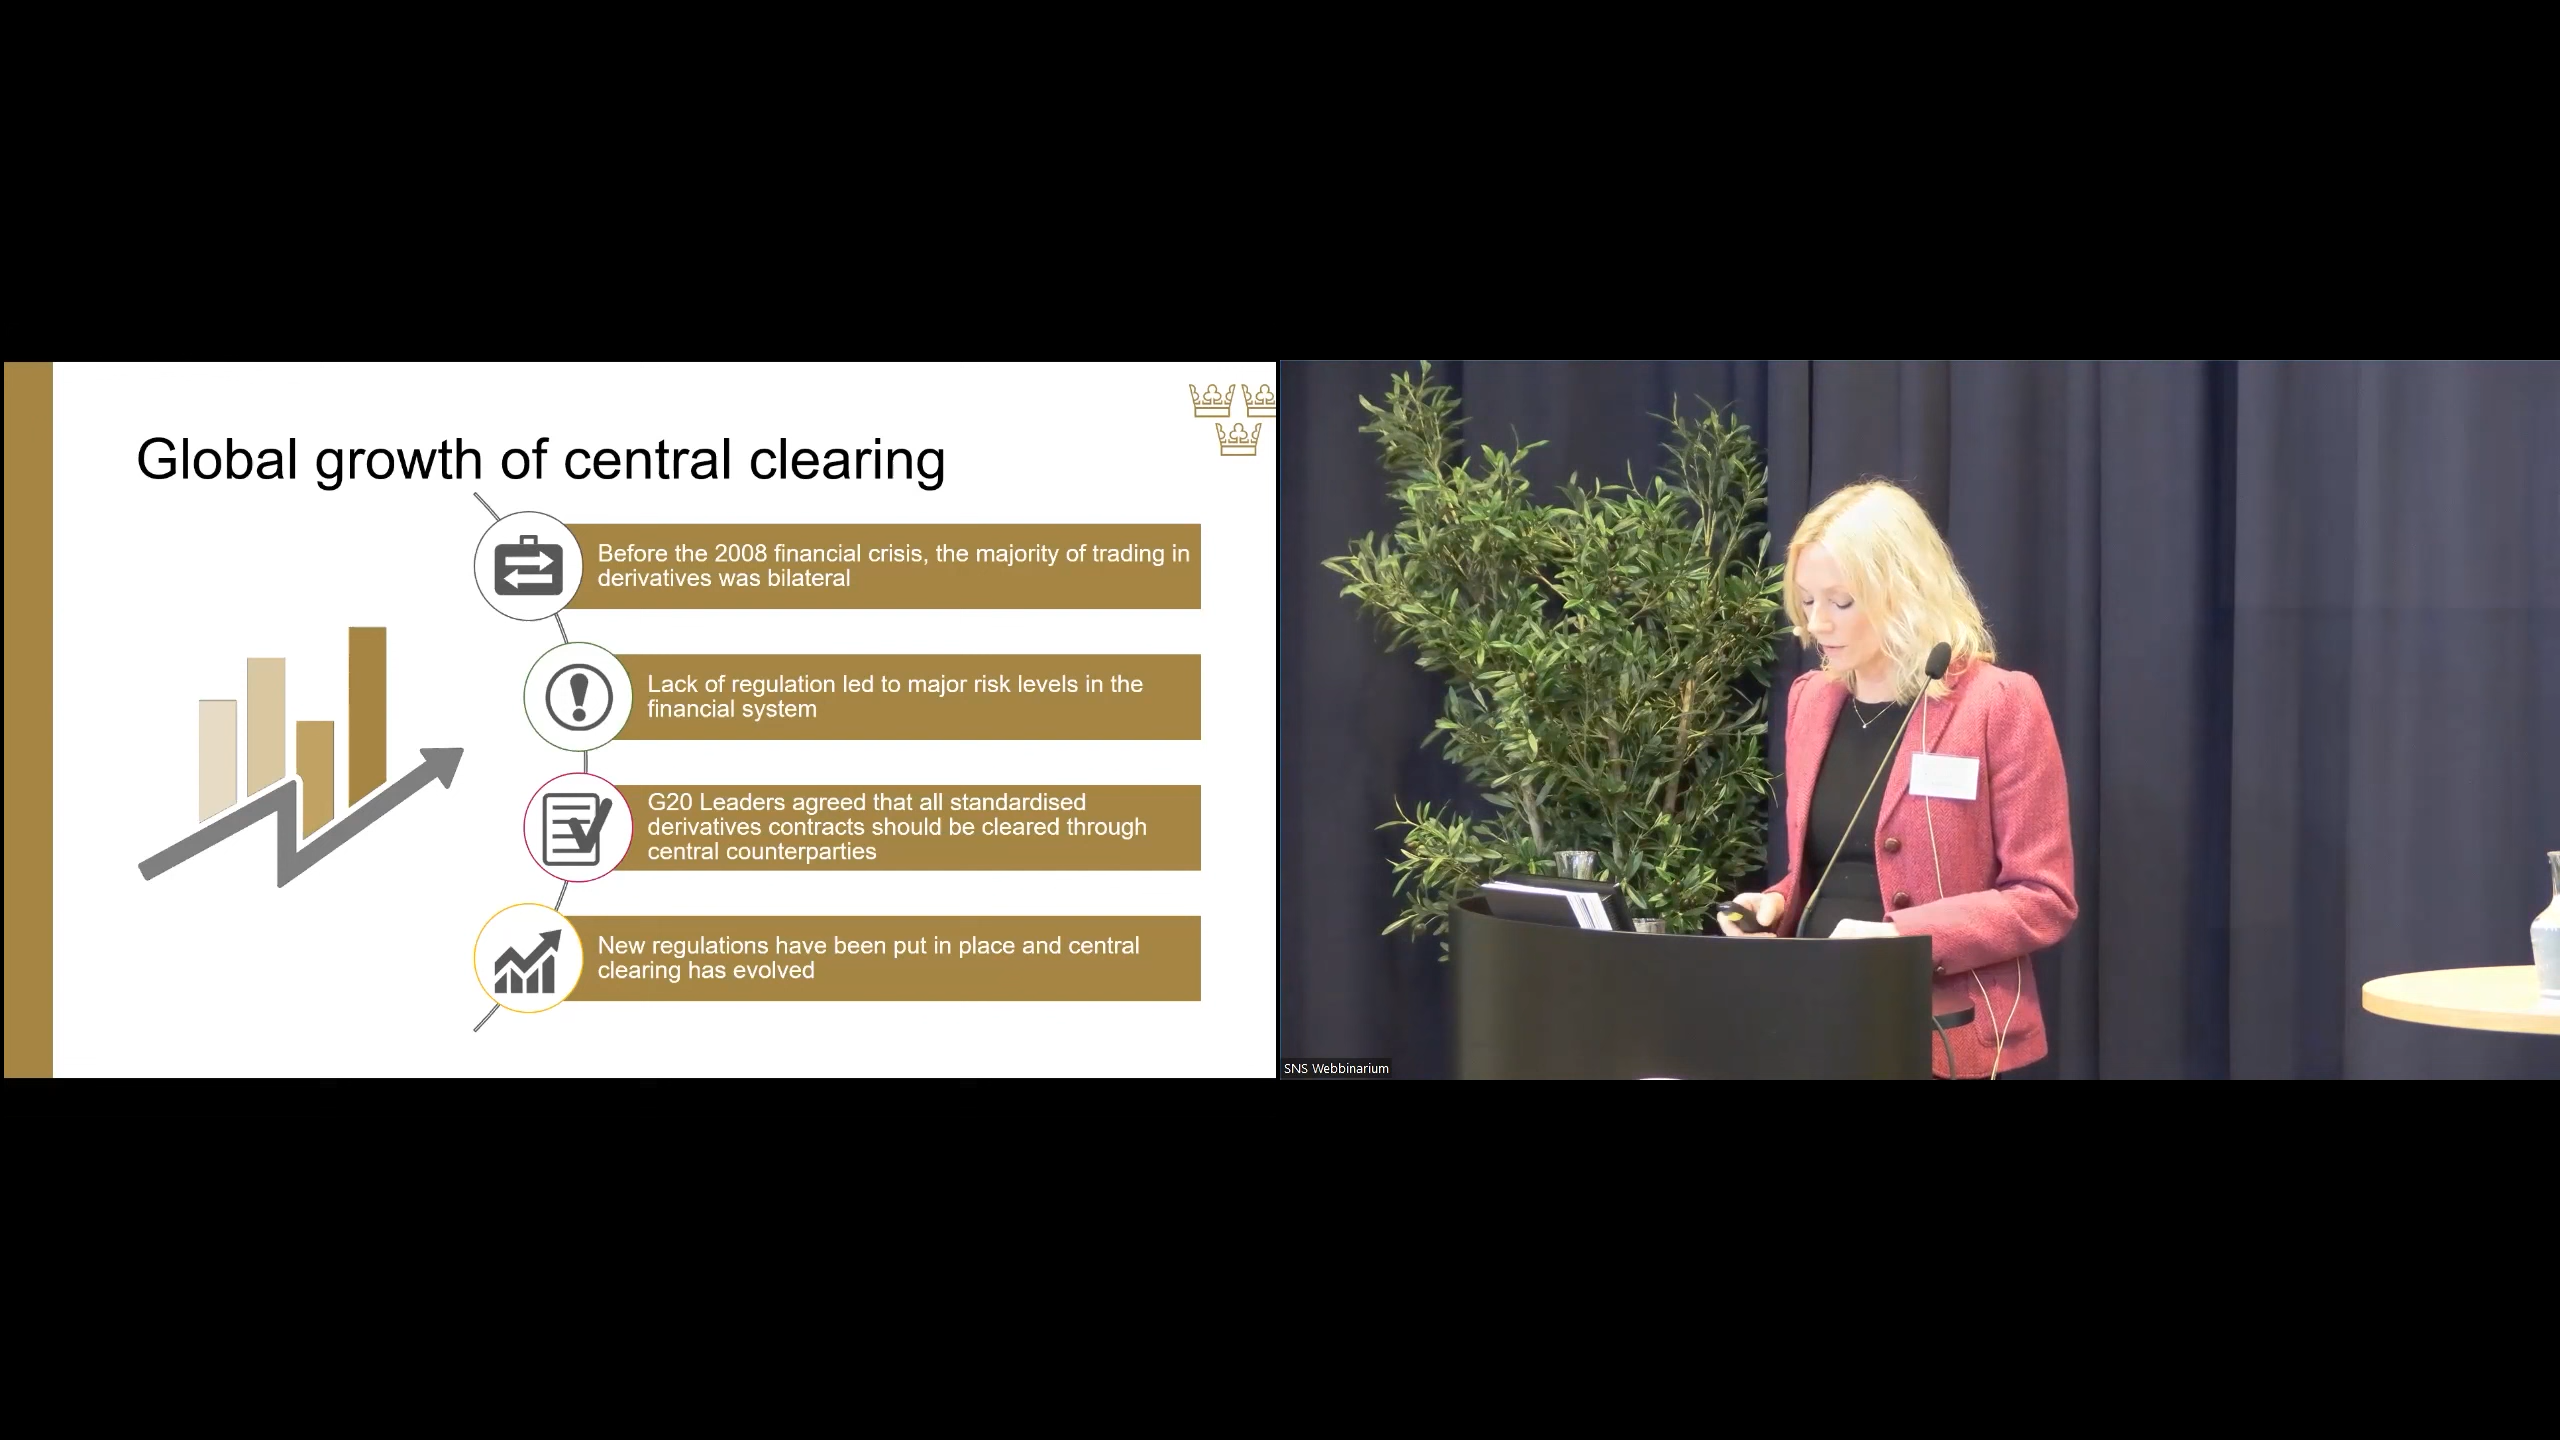 Global growth of central clearing
Before the 2008 financial crisis, the majority of trading in
derivatives was bilateral
Lack of regulation led to major risk levels in the
financial system
G20 Leaders agreed that all standardised
derivatives contracts should be cleared through
central counterparties
New regulations have been put in place and central
clearing has evolved
SNS Webbinarium